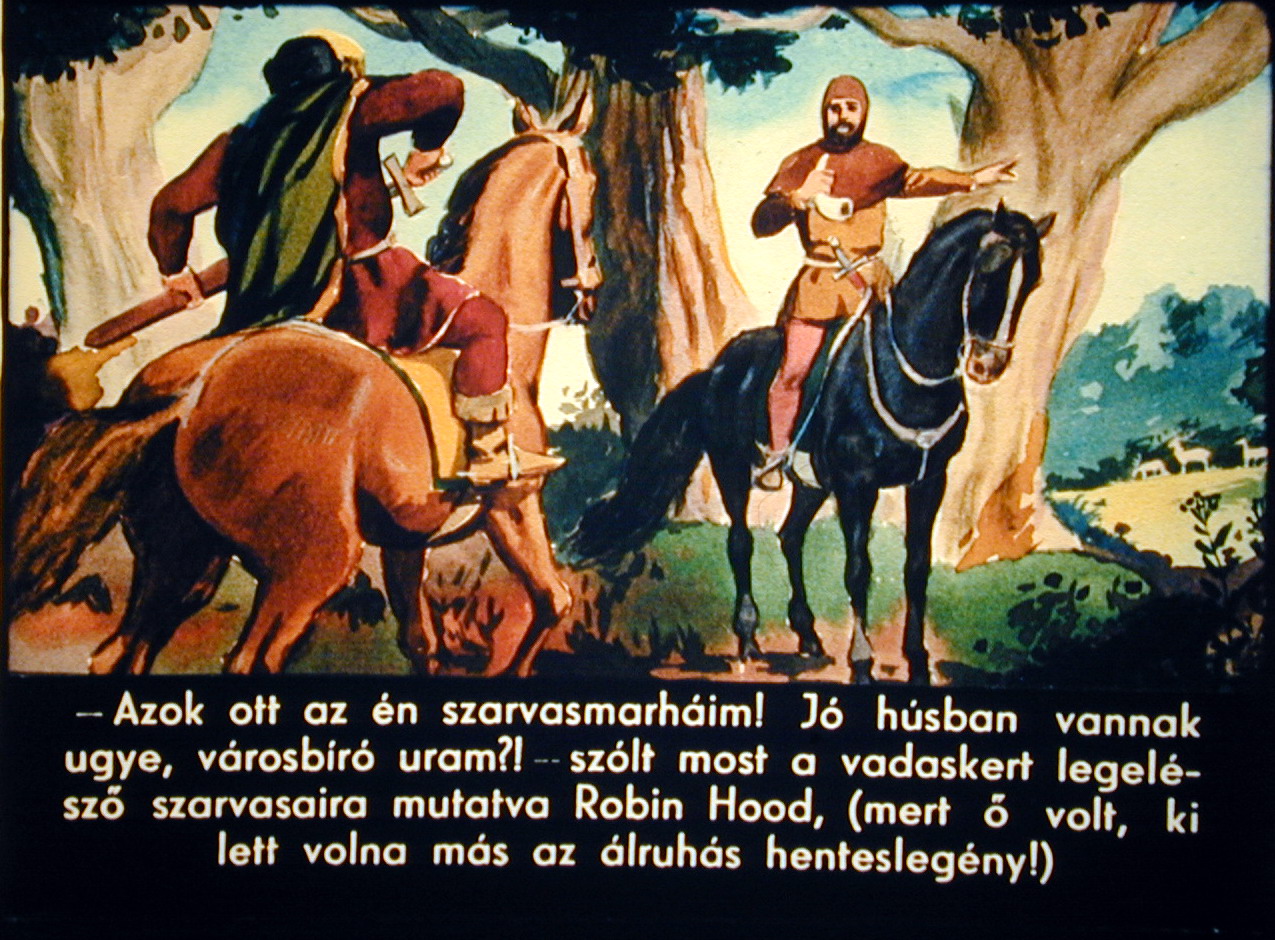 – Azok ott az én szarvasmarháim! Jó húsban vannak
ugye, városbíró uram?! – szólt most a vadaskert legelé-
sző szarvasaira mutatva Robin Hood, (mert ő volt, ki
lett volna más az álruhás henteslegény!)